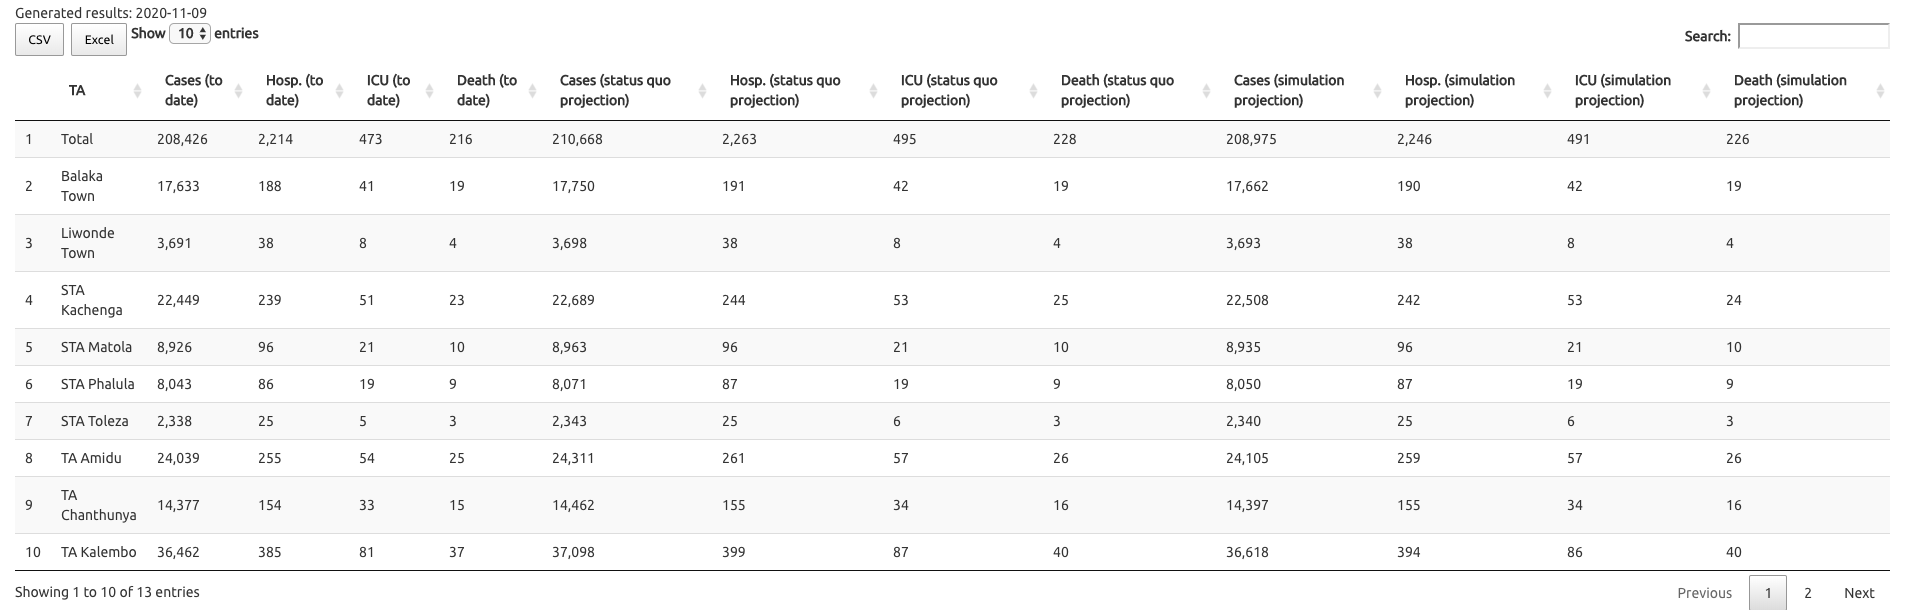 Generated results: 2020-11-09
CSV Excel Show 10 entries Search:
TA Cases (to date) Hosp. (to date) ICU (to date) Death (to date) Cases (status quo projection) Hosp. (status quo projection) ICU (status quo projection) Death (status quo projection) Cases (simulation projection) Hosp. (simulation projection) ICU (simulation projection) Death (simulation projection)
1 Total 208,426 2,214 473 216 210,668 2,263 495 228 208,975 2,246 491 226
2 Balaka Town 17,633 188 41 19 17,750 191 42 19 17,662 190 42 19
3 Liwonde Town 3,691 38 8 4 3,698 38 8 4 3,693 38 8 4
4 STA Kachenga 22,449 239 51 23 22,689 244 53 25 22,508 242 53 24
5 STA Matola 8,926 96 21 10 8,963 96 21 10 8,935 96 21 10
6 STA Phalula 8,043 86 19 9 8,071 87 19 9 8,050 87 19 9
7 STA Toleza 2,338 25 5 3 2,343 25 6 3 2,340 25 6 3
8 TA Amidu 24,039 255 54 25 24,311 261 57 26 24,105 259 57 26
9 TA Chanthunya 14,377 154 33 15 14,462 155 34 16 14,397 155 34 16
10 TA Kalembo 36,462 385 81 37 37,098 399 87 40 36,618 394 86 40
Showing 1 to 10 of 13 entries Previous 1 2 Next